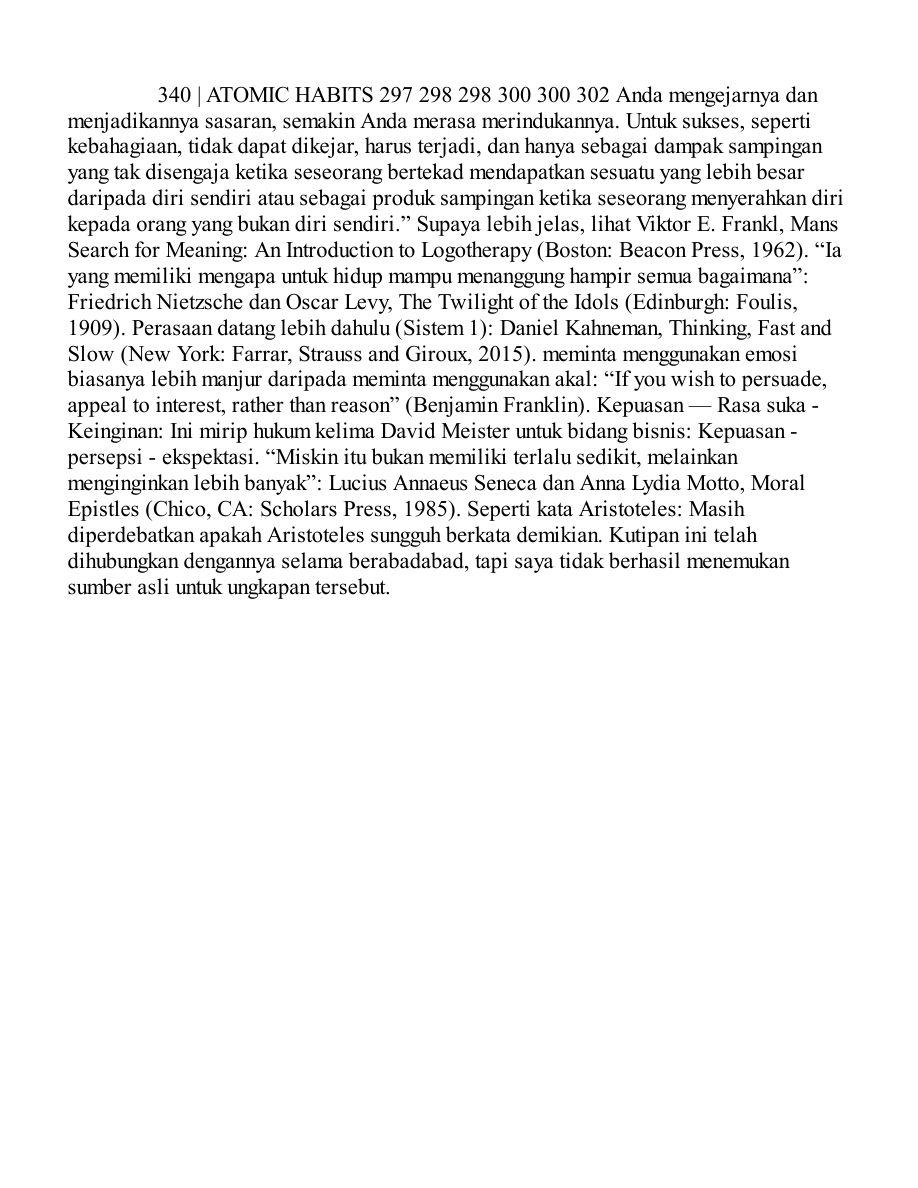 340 | ATOMIC HABITS 297 298 298 300 300 302 Anda mengejarnya dan
menjadikannya sasaran, semakin Anda merasa merindukannya. Untuk sukses, seperti
kebahagiaan, tidak dapat dikejar, harus terjadi, dan hanya sebagai dampak sampingan
yang tak disengaja ketika seseorang bertekad mendapatkan sesuatu yang lebih besar
daripada diri sendiri atau sebagai produk sampingan ketika seseorang menyerahkan diri
kepada orang yang bukan diri sendiri.” Supaya lebih jelas, lihat Viktor E. Frankl, Mans
Search for Meaning: An Introduction to Logotherapy (Boston: Beacon Press, 1962). “Ia
yang memiliki mengapa untuk hidup mampu menanggung hampir semua bagaimana”:
Friedrich Nietzsche dan Oscar Levy, The Twilight of the Idols (Edinburgh: Foulis,
1909). Perasaan datang lebih dahulu (Sistem 1): Daniel Kahneman, Thinking, Fast and
Slow (New York: Farrar, Strauss and Giroux, 2015). meminta menggunakan emosi
biasanya lebih manjur daripada meminta menggunakan akal: “If you wish to persuade,
appeal to interest, rather than reason” (Benjamin Franklin). Kepuasan — Rasa suka -
Keinginan: Ini mirip hukum kelima David Meister untuk bidang bisnis: Kepuasan -
persepsi - ekspektasi. “Miskin itu bukan memiliki terlalu sedikit, melainkan
menginginkan lebih banyak”: Lucius Annaeus Seneca dan Anna Lydia Motto, Moral
Epistles (Chico, CA: Scholars Press, 1985). Seperti kata Aristoteles: Masih
diperdebatkan apakah Aristoteles sungguh berkata demikian. Kutipan ini telah
dihubungkan dengannya selama berabadabad, tapi saya tidak berhasil menemukan
sumber asli untuk ungkapan tersebut.